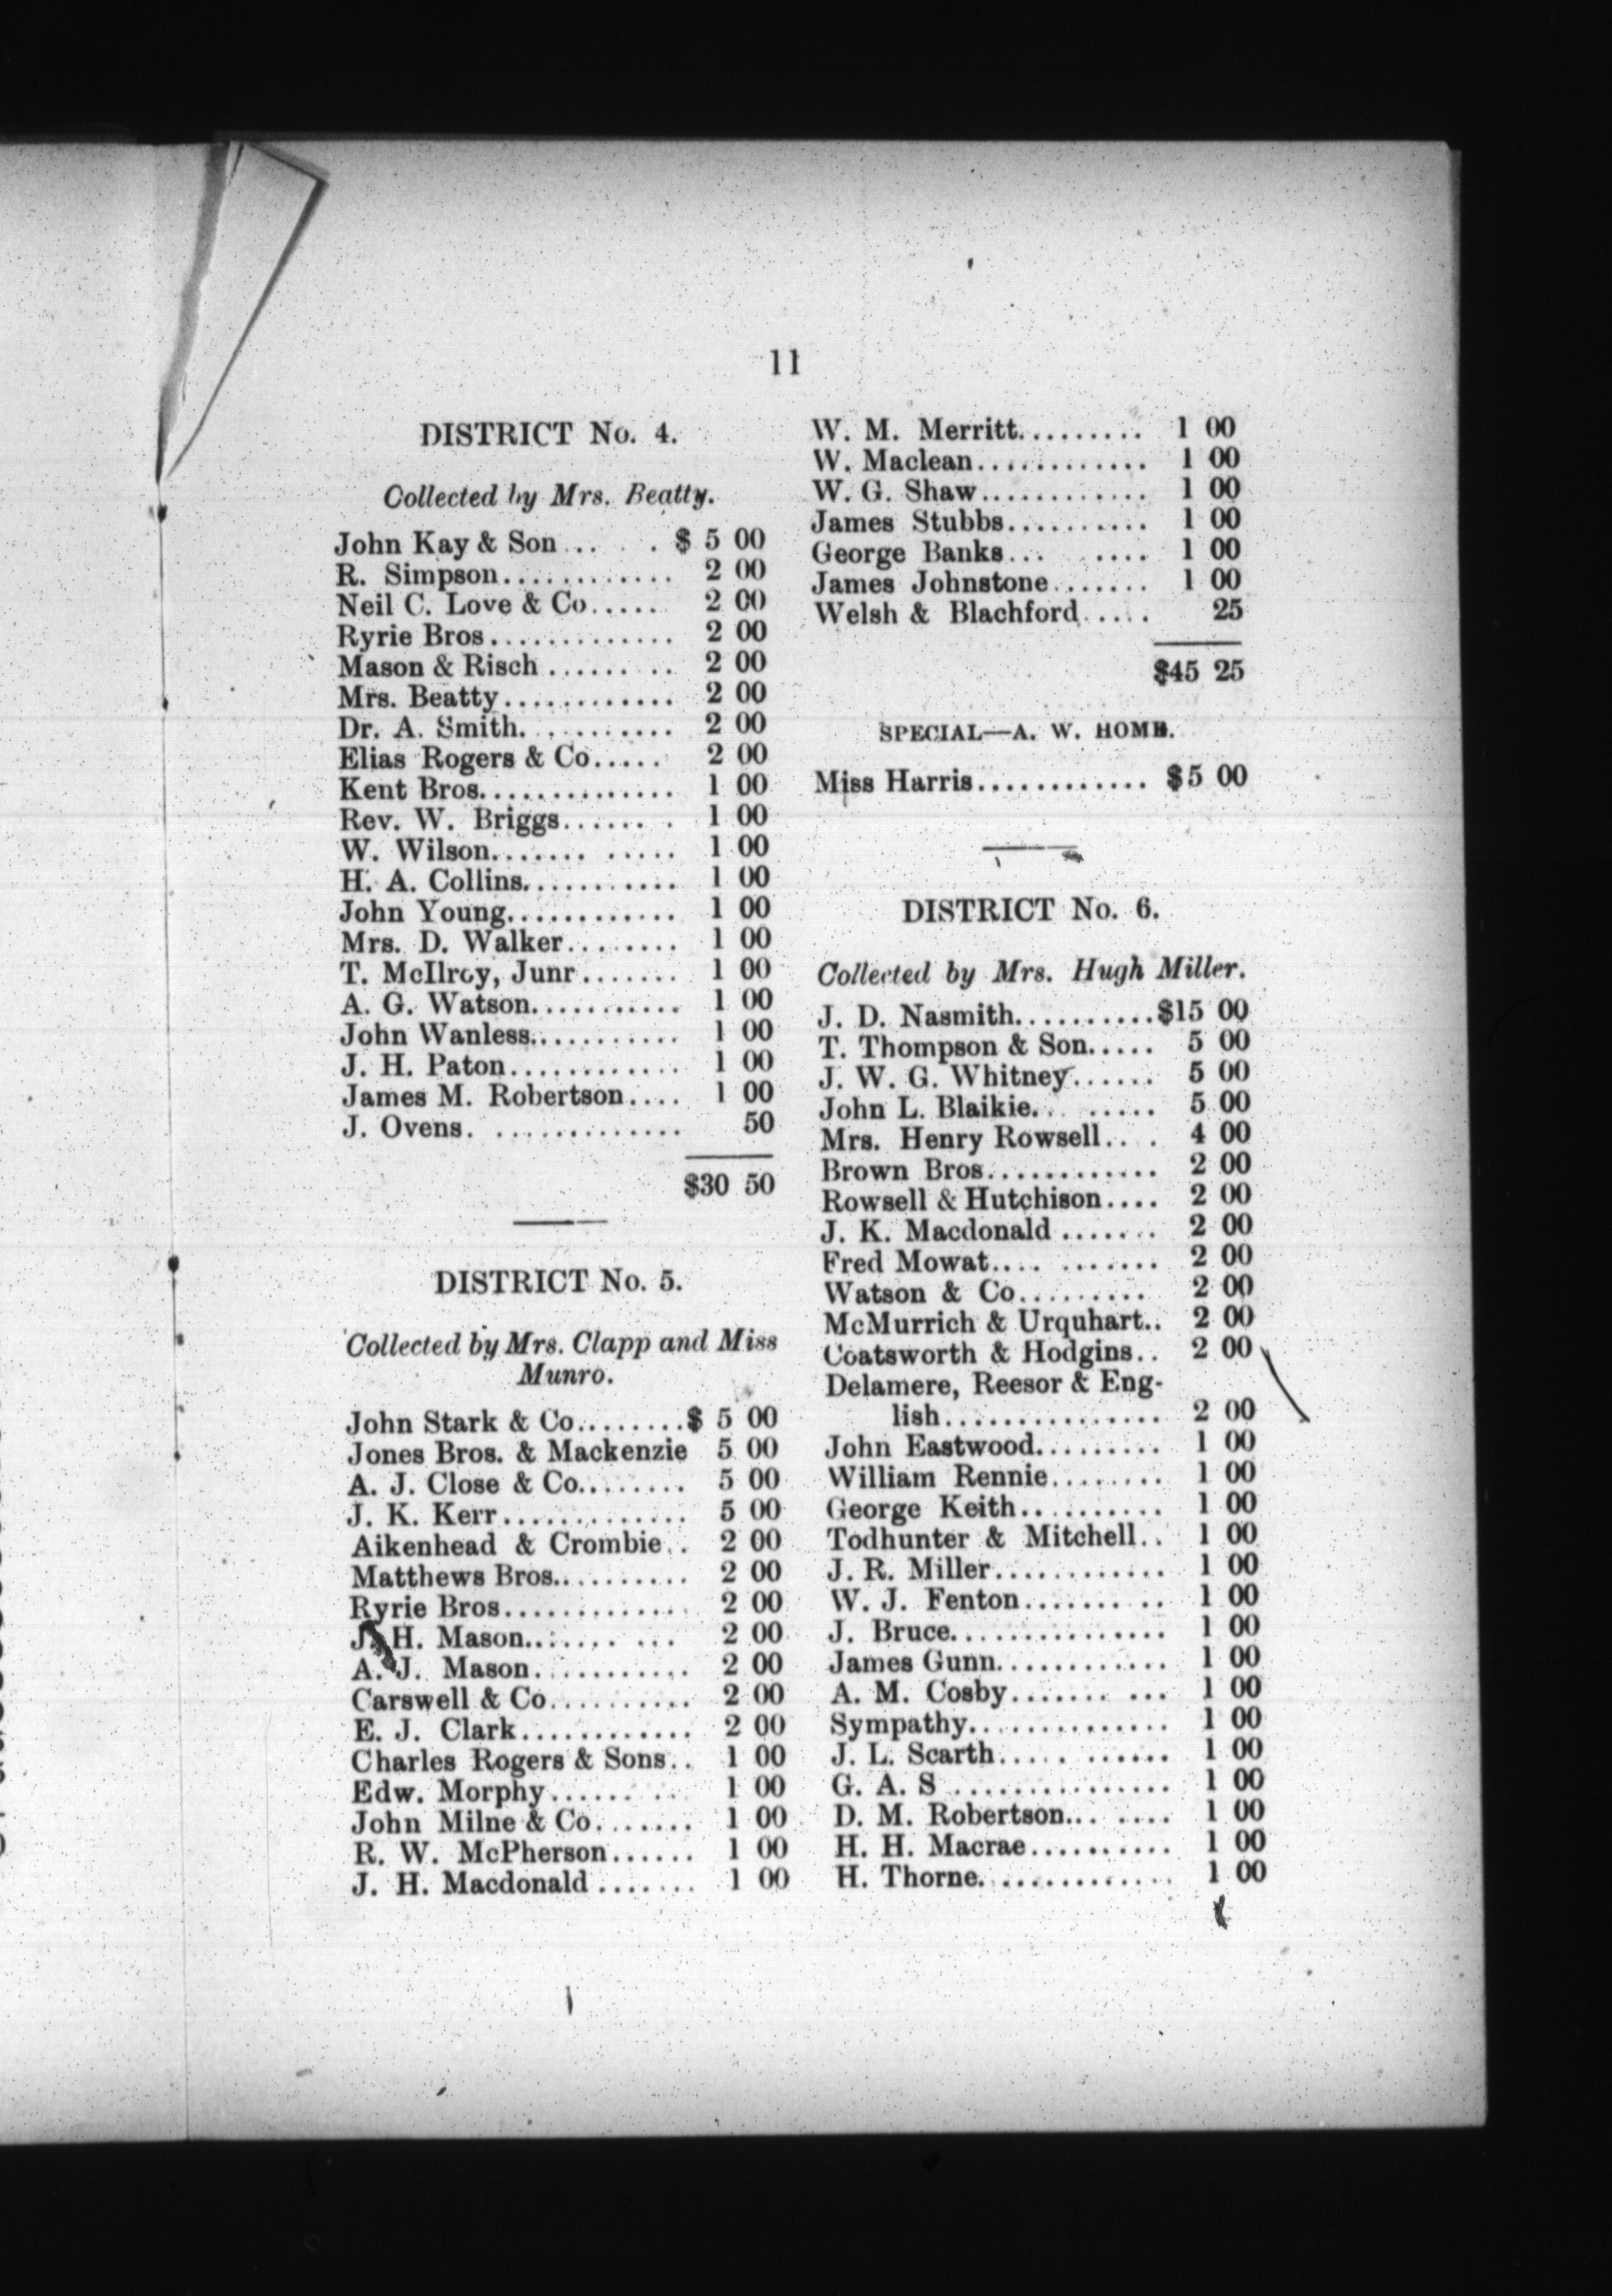 11
DISTRICT No. 4.
Collected by Mrs. Beatty.
John Kay & Son... . $ 5 00
R. Simpson............ 2 00
Neil C. Love & Co..... 2 00
Ryrie Bros............. 2 00
Mason & Risch......... 2 00
Mrs. Beatty............ 2 00
Dr. A. Smith........... 2 00
Elias Rogers & Co..... 2 00
Kent Bros.............. 1 00
Rev. W. Briggs....... 1 00
W. Wilson....... ..... 1 00
H. A. Collins........... 1 00
John Young............ 1 00
Mrs. D. Walker........ 1 00
T. McIlroy, Junr....... 1 00
A. G. Watson........... 1 00
John Wanless........... 1 00
J. H. Paton............ 1 00
James M. Robertson.... 1 00
J. Ovens. ............. 50
$30 50
DISTRICT No. 5.
Collected by Mrs. Clapp and Miss
Munro.
John Stark & Co........$ 5 00
Jones Bros. & Mackenzie 5 00
A. J. Close & Co........ 5 00
J. K. Kerr............. 5 00
Aikenhead & Crombie.. 2 00
Matthews Bros.......... 2 00
Ryrie Bros............. 2 00
J. H. Mason....... ... 2 00
A. J. Mason........... 2 00
Carswell & Co.......... 2 00
E. J. Clark............ 2 00
Charles Rogers & Sons.. 1 00
Edw. Morphy...... .. 1 00
John Milne & Co....... 1 00
R. W. McPherson...... 1 00
J. H. Macdonald ....... 1 00
W. M. Merritt......... 1 00
W. Maclean............ 1 00
W. G. Shaw............ 1 00
James Stubbs.......... 1 00
George Banks... .... 1 00
James Johnstone....... 1 00
Welsh & Blachford..... 25
$45 25
SPECIAL—A. W. HOME.
Miss Harris............ $5 00
DISTRICT No. 6.
Collected by Mrs. Hugh Miller.
J. D. Nasmith..........$15 00
T. Thompson & Son..... 5 00
J. W. G. Whitney...... 5 00
John L. Blaikie.. ..... 5 00
Mrs. Henry Rowsell.... 4 00
Brown Bros............ 2 00
Rowsell & Hutchison.... 2 00
J. K. Macdonald ....... 2 00
Fred Mowat.... ....... 2 00
Watson & Co......... 2 00
McMurrich & Urquhart.. 2 00
Coatsworth & Hodgins.. 2 00
Delamere, Reesor & Eng-
lish............... 2 00
John Eastwood......... 1 00
William Rennie........ 1 00
George Keith.......... 1 00
Todhunter & Mitchell.. 1 00
J. R. Miller............ 1 00
W. J. Fenton.......... 1 00
J. Bruce............... 1 00
James Gunn............ 1 00
A. M. Cosby....... ... 1 00
Sympathy.............. 1 00
J. L. Scarth..... ...... 1 00
G. A. S ............... 1 00
D. M. Robertson... .... 1 00
H. H. Macrae.......... 1 00
H. Thorne. ............ 1 00